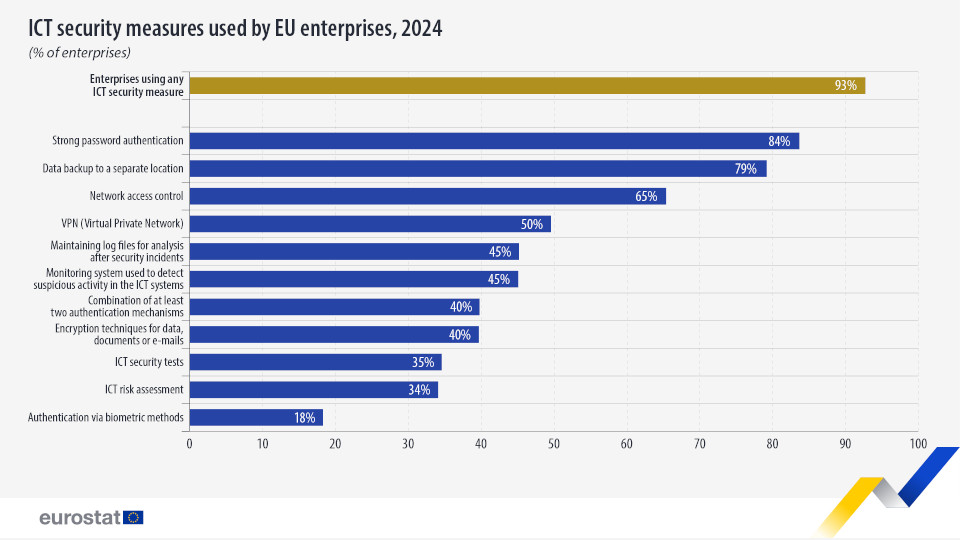 ICT security measures used by EU enterprises, 2024
(% of enterprises)
Enterprises using any
ICT security measure
93%
Strong password authentication
84%
Data backup to a separate location
79%
Network access control
65%
VPN (Virtual Private Network)
50%
Maintaining log files for analysis
after security incidents
45%
Monitoring system used to detect
suspicious activity in the ICT systems
45%
Combination of at least
two authentication mechanisms
40%
Encryption techniques for data,
documents or e-mails
40%
ICT security tests
35%
ICT risk assessment
34%
Authentication via biometric methods
18%
0 10 20 30 40 50 60 70 80 90 100
eurostat